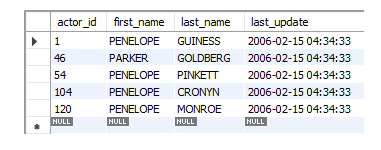 actor_id first_name last_name last_update
1 PENELOPE GUINESS 2006-02-15 04:34:33
46 PARKER GOLDBERG 2006-02-15 04:34:33
54 PENELOPE PINKETT 2006-02-15 04:34:33
104 PENELOPE CRONYN 2006-02-15 04:34:33
120 PENELOPE MONROE 2006-02-15 04:34:33
NULL NULL NULL NULL